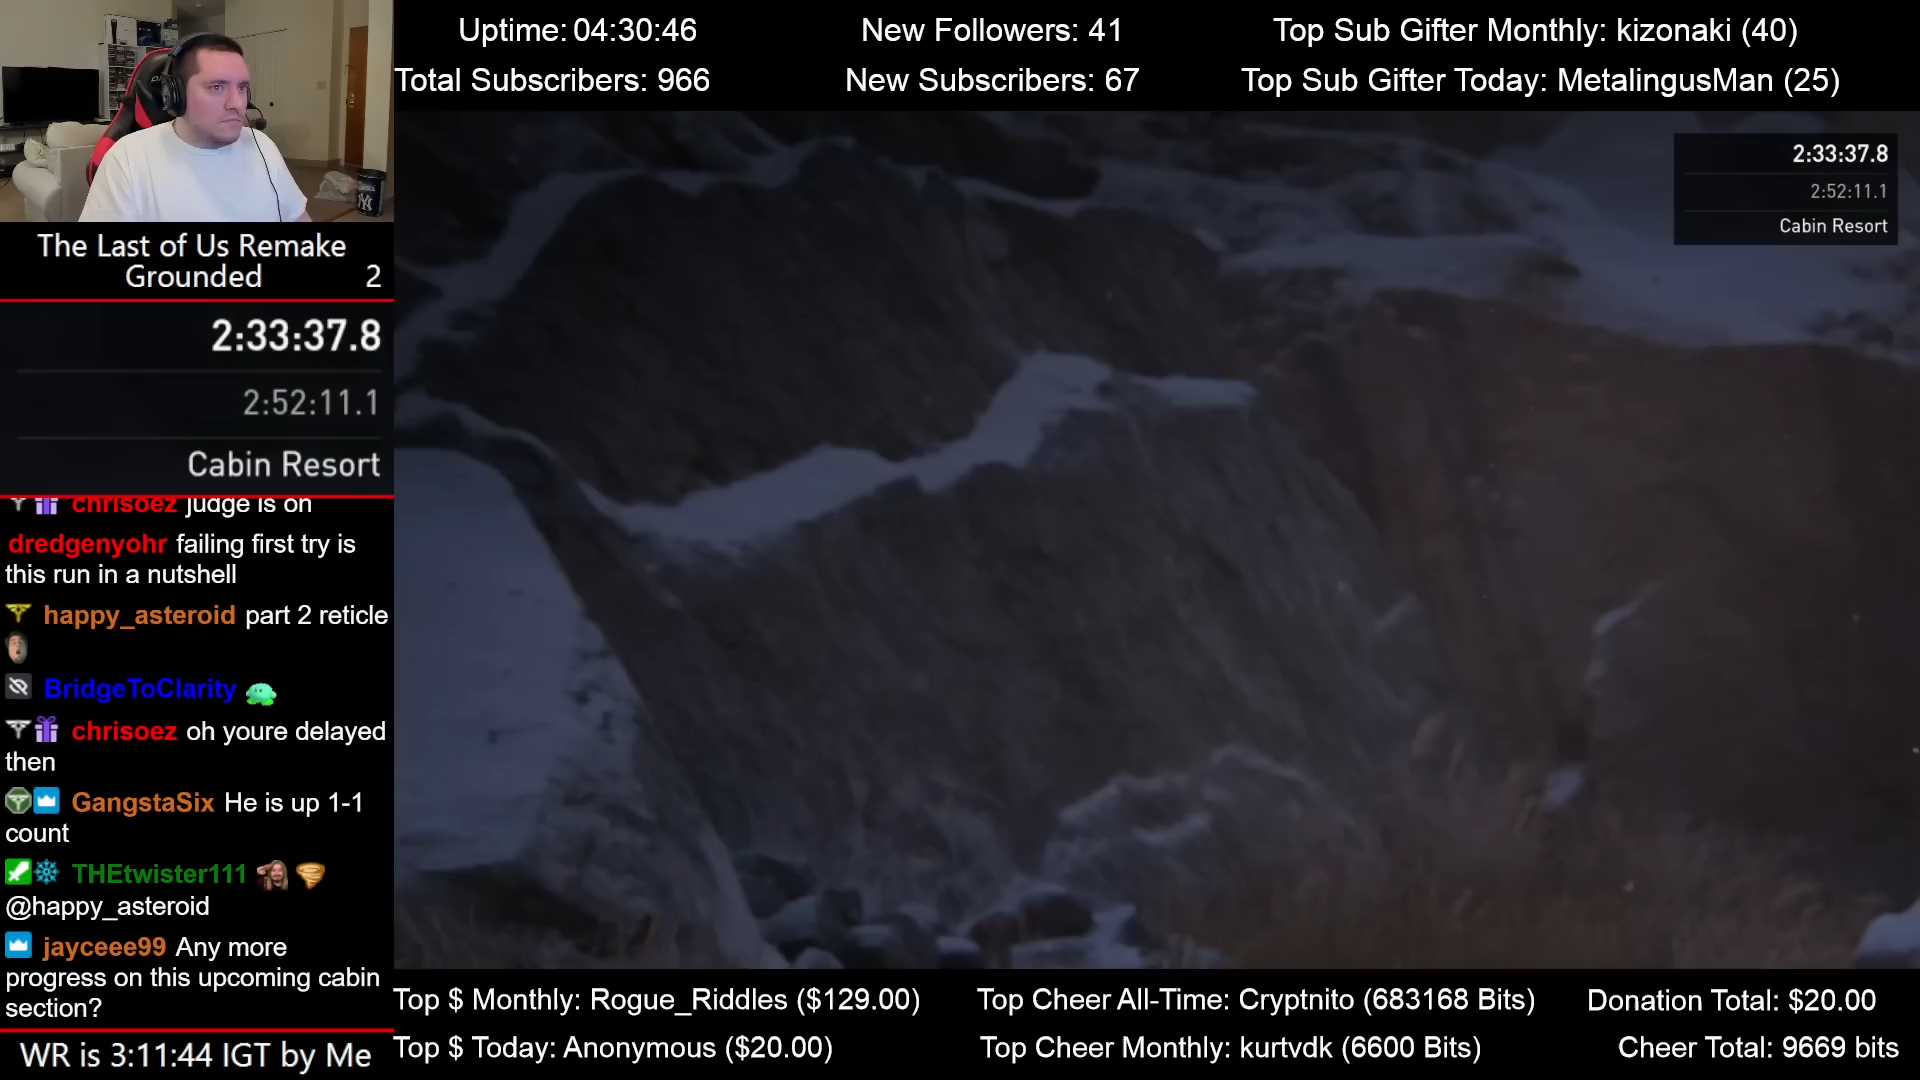 Uptime: 04:30:46
New Followers: 41
Top Sub Gifter Monthly: kizonaki (40)
Total Subscribers: 966
New Subscribers: 67
Top Sub Gifter Today: MetalingusMan (25)
2:33:37.8
2:52:11.1
Cabin Resort
The Last of Us Remake
Grounded 2
2:33:37.8
2:52:11.1
Cabin Resort
chrisoez judge is on
dredgenyohr failing first try is
this run in a nutshell
happy_asteroid part 2 reticle
BridgeToClarity
chrisoez oh youre delayed
then
GangstaSix He is up 1-1
count
THEtwister111
@happy_asteroid
jayceee99 Any more
progress on this upcoming cabin
section?
WR is 3:11:44 IGT by Me
Top $ Monthly: Rogue_Riddles ($129.00)
Top Cheer All-Time: Cryptnito (683168 Bits)
Donation Total: $20.00
Top $ Today: Anonymous ($20.00)
Top Cheer Monthly: kurtvdk (6600 Bits)
Cheer Total: 9669 bits